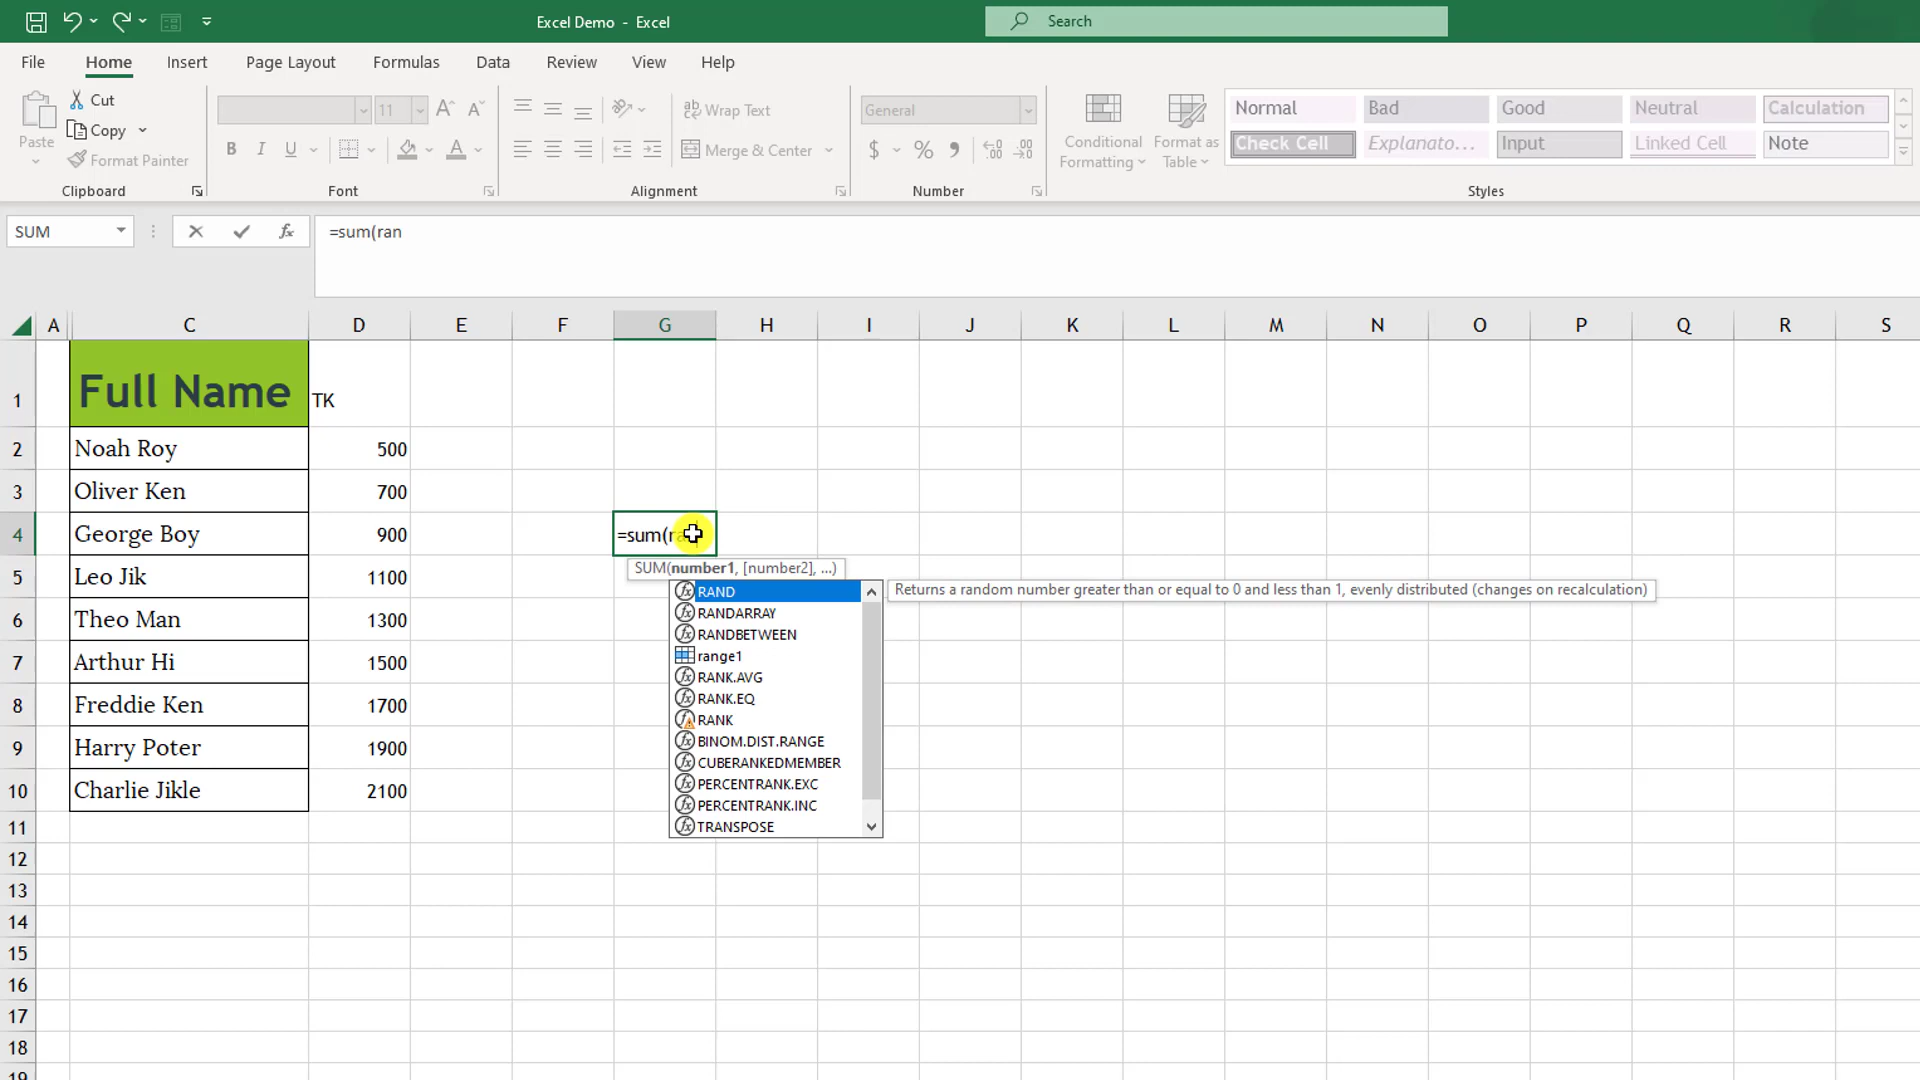 Excel Demo - Excel
Search
File Home Insert Page Layout Formulas Data Review View Help
Paste
Cut
Copy
Format Painter
Clipboard
11
B I U
Font
ab Wrap Text
Merge & Center
Alignment
General
$ % ,
Number
Conditional Formatting
Format as Table
Normal Bad Good Neutral Calculation
Check Cell Explanato... Input Linked Cell Note
Styles
SUM
fx
=sum(ran
A C D E F G H I J K L M N O P Q R S
1 Full Name TK
2 Noah Roy 500
3 Oliver Ken 700
4 George Boy 900 =sum(ra
SUM(number1, [number2], ...)
5 Leo Jik 1100
6 Theo Man 1300
7 Arthur Hi 1500
8 Freddie Ken 1700
9 Harry Poter 1900
10 Charlie Jikle 2100
RAND
Returns a random number greater than or equal to 0 and less than 1, evenly distributed (changes on recalculation)
RANDARRAY
RANDBETWEEN
range1
RANK.AVG
RANK.EQ
RANK
BINOM.DIST.RANGE
CUBERANKEDMEMBER
PERCENTRANK.EXC
PERCENTRANK.INC
TRANSPOSE
11
12
13
14
15
16
17
18
19